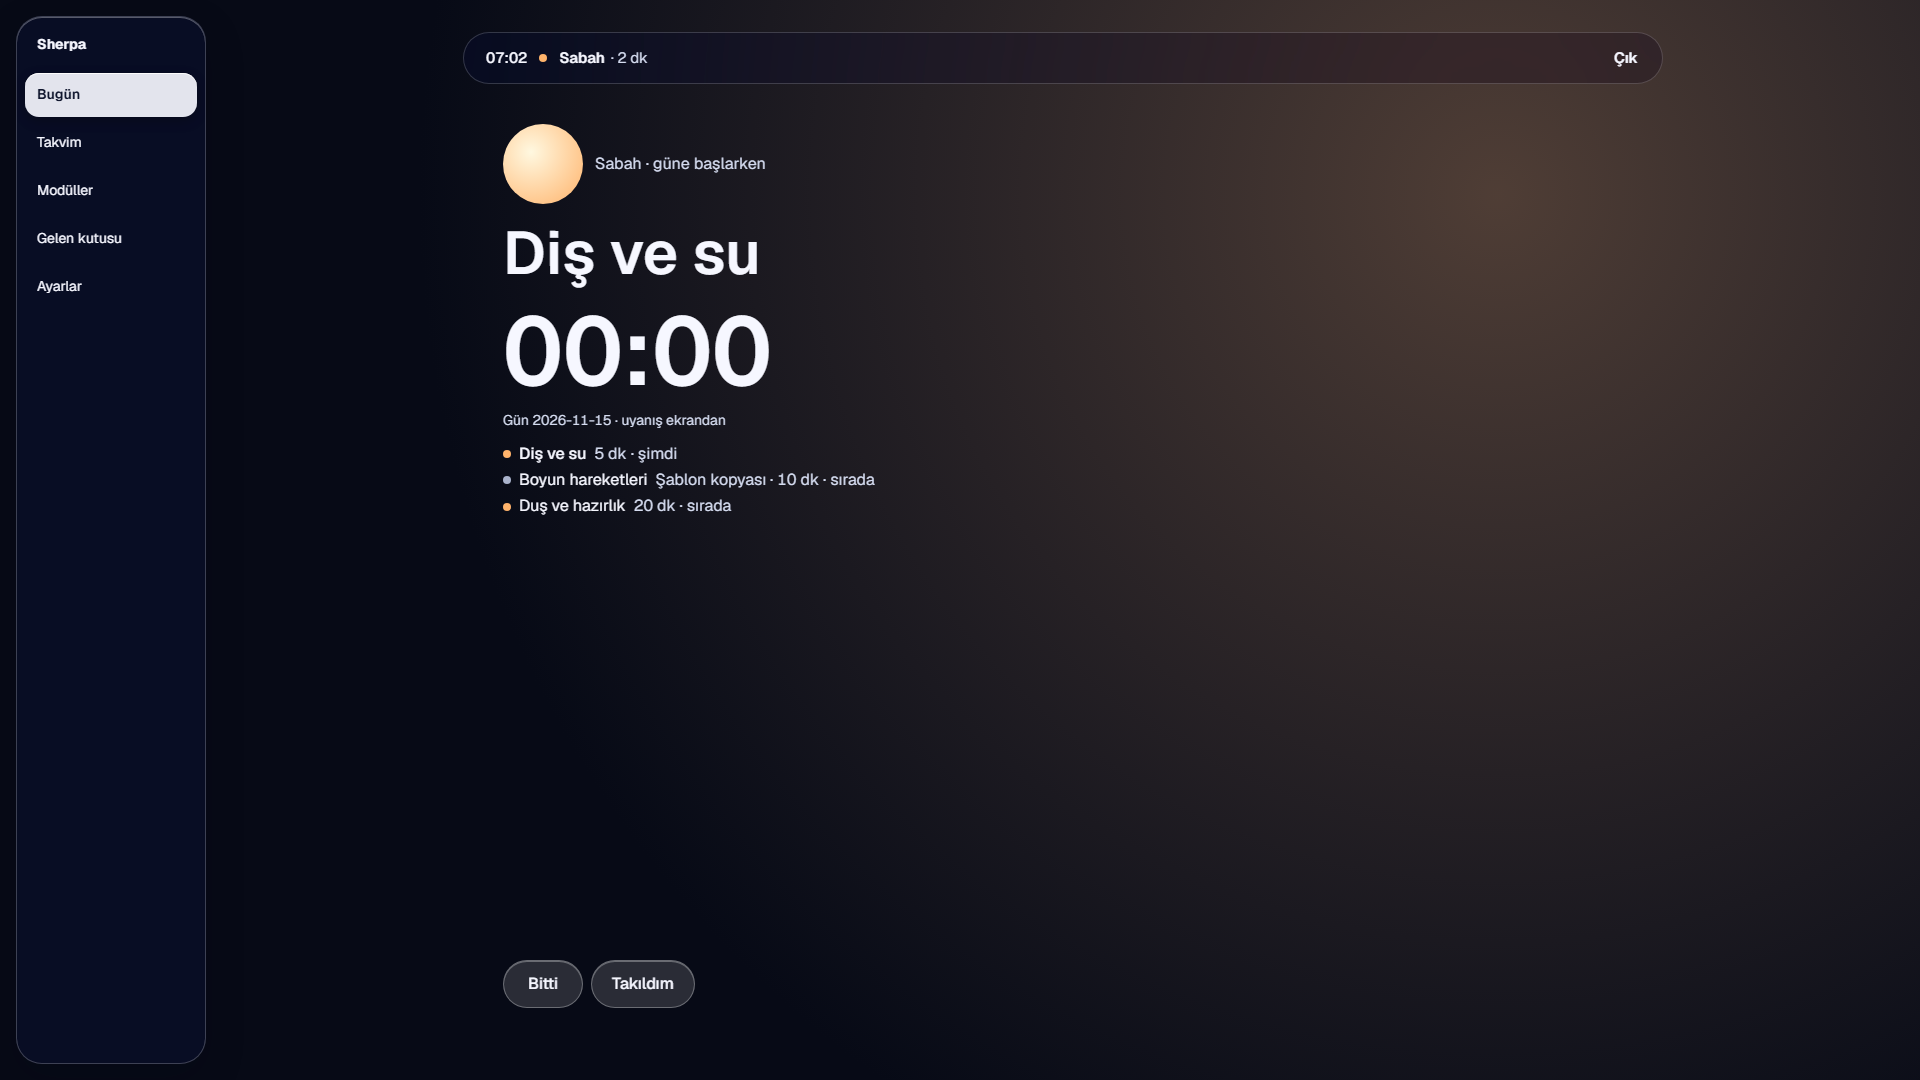 Sherpa
Bugün
Takvim
Modüller
Gelen kutusu
Ayarlar
07:02 Sabah · 2 dk
Çık
Sabah · güne başlarken
Diş ve su
00:00
Gün 2026-11-15 · uyanış ekrandan
Diş ve su 5 dk · şimdi
Boyun hareketleri Şablon kopyası · 10 dk · sırada
Duş ve hazırlık 20 dk · sırada
Bitti
Takıldım